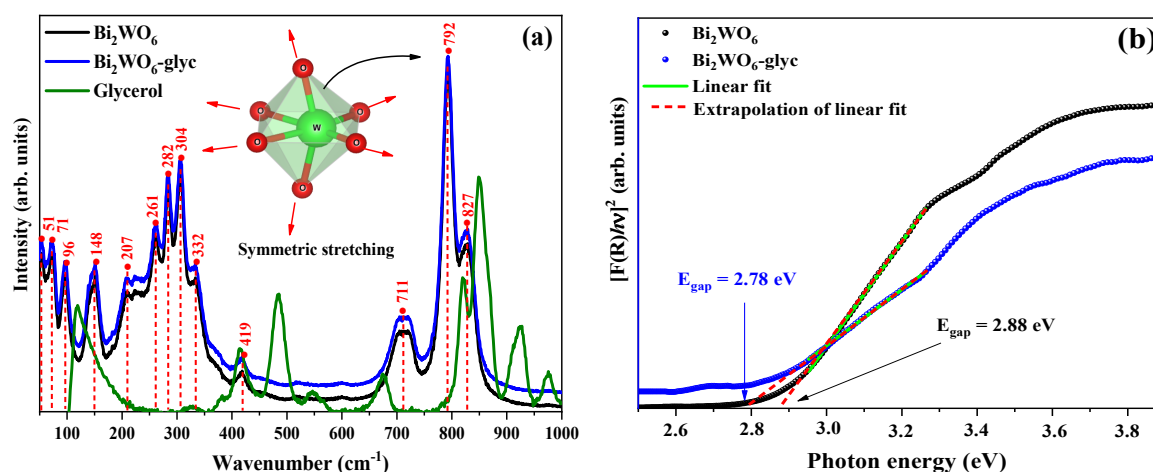 (a)
Bi₂WO₆
Bi₂WO₆-glyc
Glycerol
51
71
96
148
207
261
282
304
332
419
711
792
827
O
O
O
W
O
O
O
Symmetric stretching
Intensity (arb. units)
100 200 300 400 500 600 700 800 900 1000
Wavenumber (cm⁻¹)
(b)
Bi₂WO₆
Bi₂WO₆-glyc
Linear fit
Extrapolation of linear fit
E_gap = 2.78 eV
E_gap = 2.88 eV
[F(R)hν]² (arb. units)
2.6 2.8 3.0 3.2 3.4 3.6 3.8
Photon energy (eV)